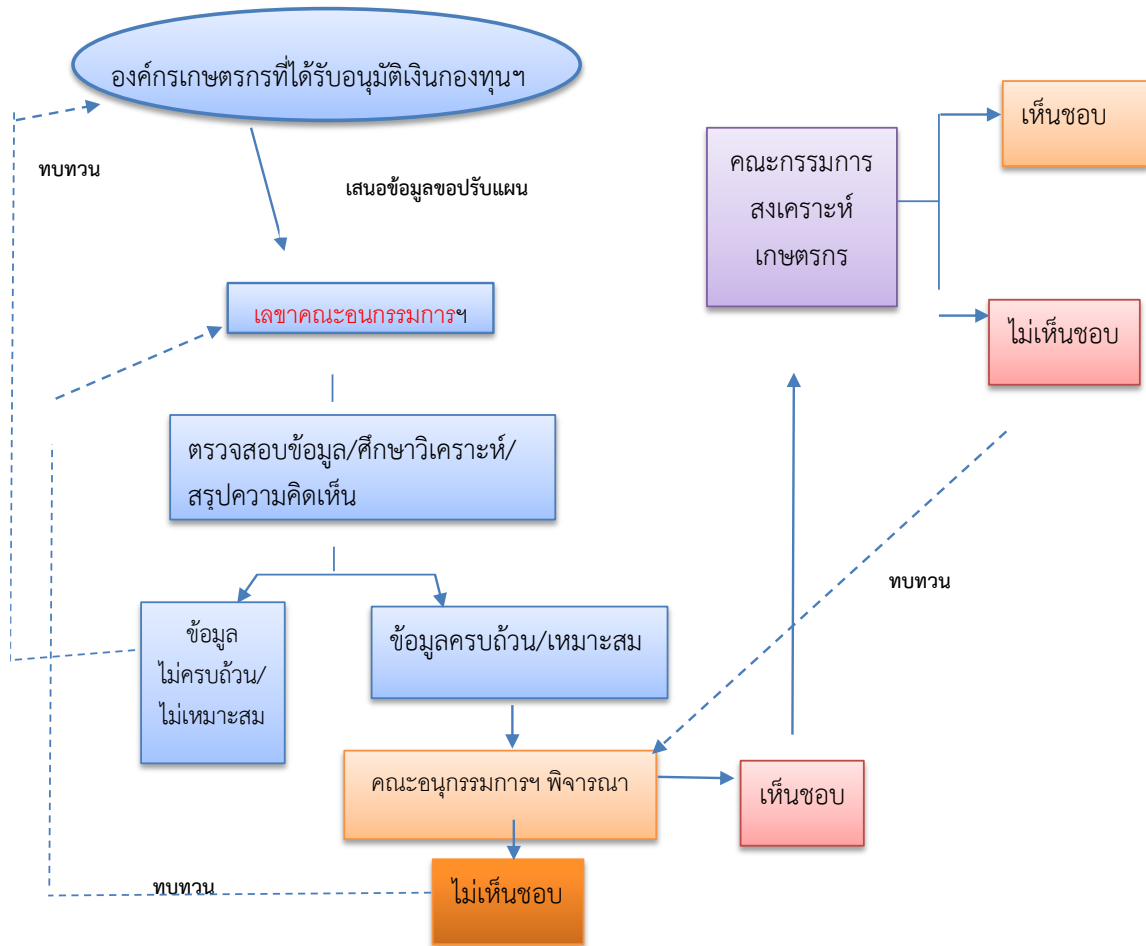 องค์กรเกษตรกรที่ได้รับอนุมัติเงินกองทุนฯ
ทบทวน
เสนอข้อมูลขอปรับแผน
เลขาคณะอนกรรมการฯ
ตรวจสอบข้อมูล/ศึกษาวิเคราะห์/
สรุปความคิดเห็น
ข้อมูล
ไม่ครบถ้วน/
ไม่เหมาะสม
ข้อมูลครบถ้วน/เหมาะสม
คณะอนุกรรมการฯ พิจารณา
ไม่เห็นชอบ
ทบทวน
เห็นชอบ
คณะกรรมการ
สงเคราะห์
เกษตรกร
เห็นชอบ
ไม่เห็นชอบ
ทบทวน